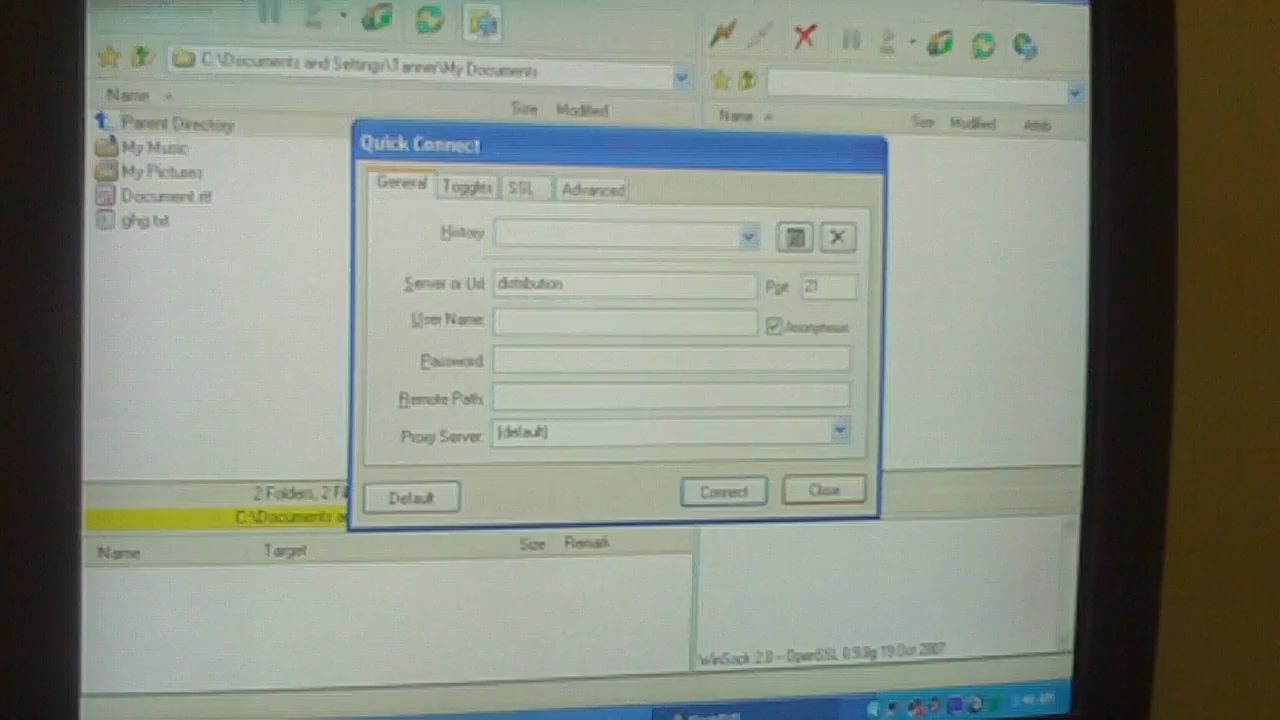 C:\Documents and Settings\Tanner\My Documents
Name Size Modified
Name Size Modified Attrib
Parent Directory
My Music
My Pictures
Document.rtf
ghg.txt
Quick Connect
General Toggles SSL Advanced
History:
Server or Url: distribution Port: 21
User Name: Anonymous
Password:
Remote Path:
Proxy Server: (default)
Default Connect Close
2 Folders, 2 Fi
C:\Documents a
Name Target Size Remark
WinSock 2.0 -- OpenSSL 0.9.8g 19 Oct 2007